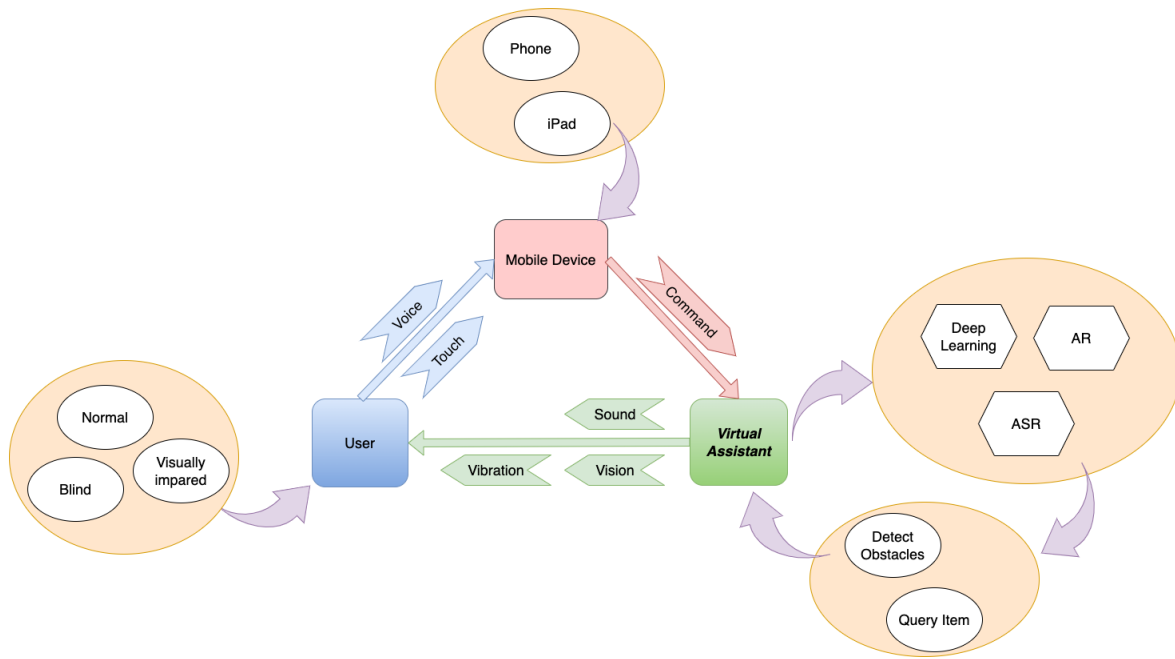 Phone
iPad
Mobile Device
Voice
Touch
Command
Deep
Learning
AR
ASR
Normal
Visually
impared
Blind
User
Sound
Vibration
Vision
Virtual
Assistant
Detect
Obstacles
Query Item